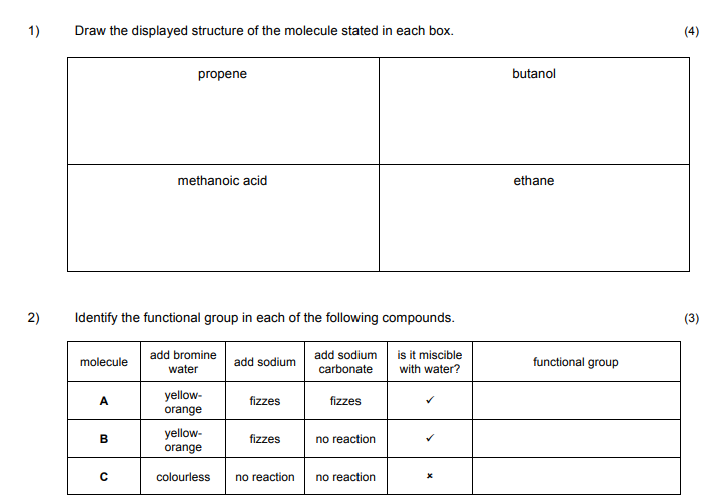 1) Draw the displayed structure of the molecule stated in each box. (4)
propene butanol
methanoic acid ethane
2) Identify the functional group in each of the following compounds. (3)
molecule add bromine water add sodium add sodium carbonate is it miscible with water? functional group
A yellow-orange fizzes fizzes ✓
B yellow-orange fizzes no reaction ✓
C colourless no reaction no reaction ×